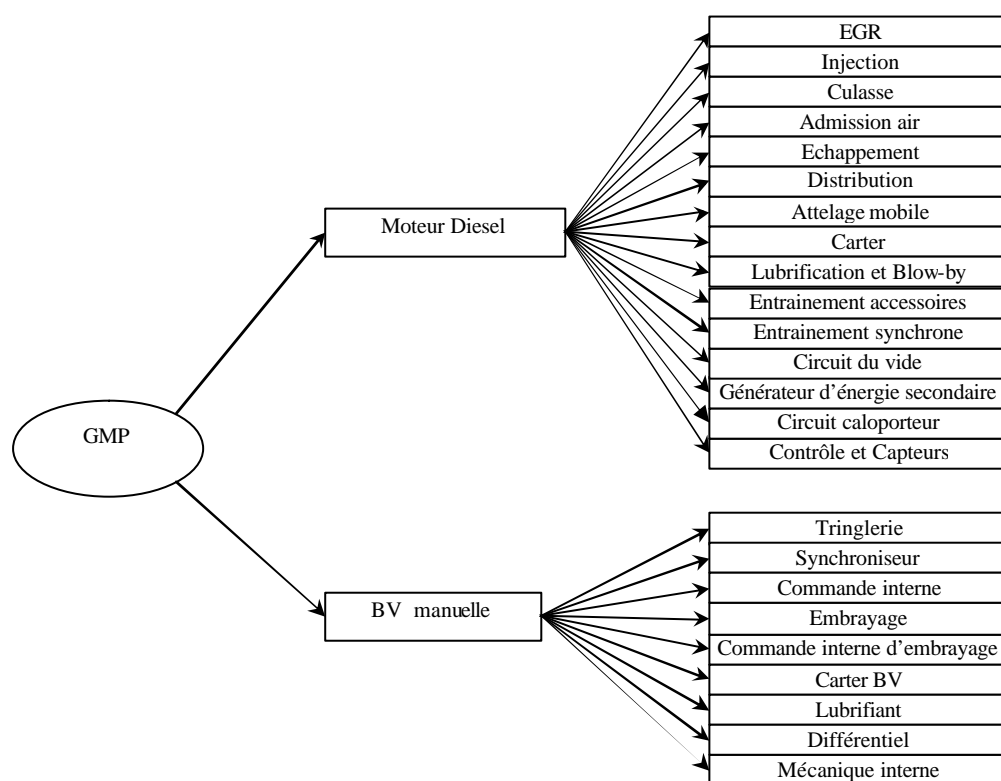 GMP
Moteur Diesel
EGR
Injection
Culasse
Admission air
Echappement
Distribution
Attelage mobile
Carter
Lubrification et Blow-by
Entrainement accessoires
Entrainement synchrone
Circuit du vide
Générateur d’énergie secondaire
Circuit caloporteur
Contrôle et Capteurs
BV manuelle
Tringlerie
Synchroniseur
Commande interne
Embrayage
Commande interne d’embrayage
Carter BV
Lubrifiant
Différentiel
Mécanique interne